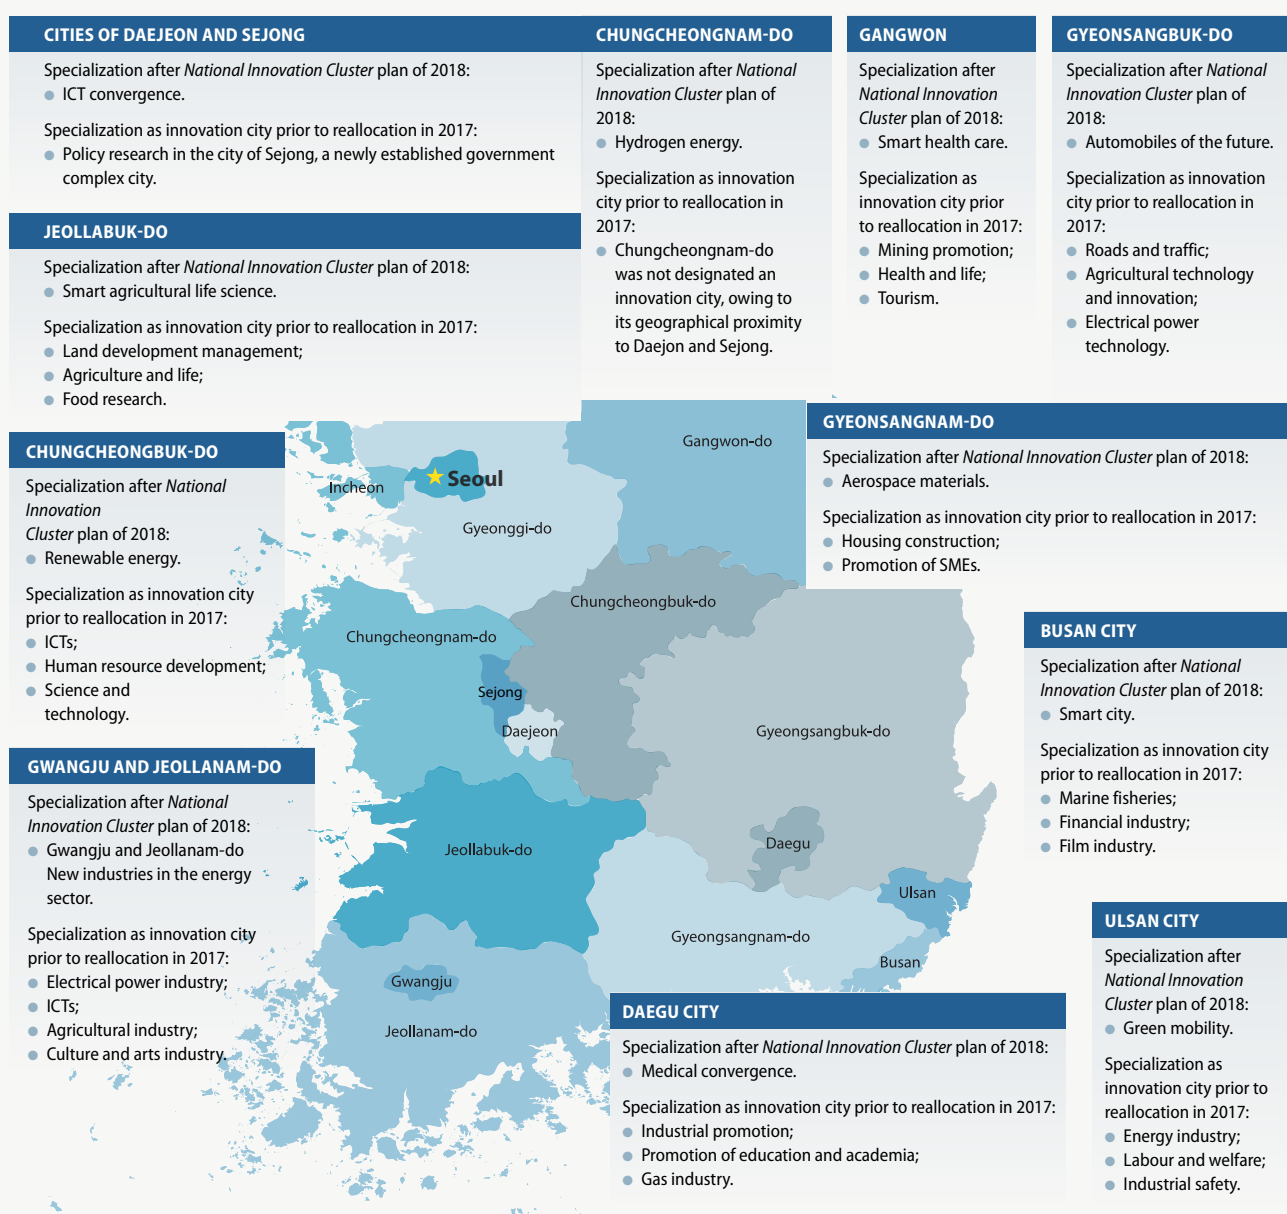 CITIES OF DAEJEON AND SEJONG
Specialization after National Innovation Cluster plan of 2018:
● ICT convergence.
Specialization as innovation city prior to reallocation in 2017:
● Policy research in the city of Sejong, a newly established government
complex city.
CHUNGCHEONGNAM-DO
Specialization after National
Innovation Cluster plan of
2018:
● Hydrogen energy.
Specialization as innovation
city prior to reallocation in
2017:
● Chungcheongnam-do
was not designated an
innovation city, owing to
its geographical proximity
to Daejon and Sejong.
GANGWON
Specialization after
National Innovation
Cluster plan of 2018:
● Smart health care.
Specialization as
innovation city prior
to reallocation in 2017:
● Mining promotion;
● Health and life;
● Tourism.
GYEONSANGBUK-DO
Specialization after National
Innovation Cluster plan of
2018:
● Automobiles of the future.
Specialization as innovation
city prior to reallocation in
2017:
● Roads and traffic;
● Agricultural technology
and innovation;
● Electrical power
technology.
JEOLLABUK-DO
Specialization after National Innovation Cluster plan of 2018:
● Smart agricultural life science.
Specialization as innovation city prior to reallocation in 2017:
● Land development management;
● Agriculture and life;
● Food research.
GYEONSANGNAM-DO
Specialization after National Innovation Cluster plan of 2018:
● Aerospace materials.
Specialization as innovation city prior to reallocation in 2017:
● Housing construction;
● Promotion of SMEs.
CHUNGCHEONGBUK-DO
Specialization after National
Innovation
Cluster plan of 2018:
● Renewable energy.
Specialization as innovation city
prior to reallocation in 2017:
● ICTs;
● Human resource development;
● Science and
technology.
BUSAN CITY
Specialization after National
Innovation Cluster plan of 2018:
● Smart city.
Specialization as innovation city
prior to reallocation in 2017:
● Marine fisheries;
● Financial industry;
● Film industry.
GWANGJU AND JEOLLANAM-DO
Specialization after National
Innovation Cluster plan of 2018:
● Gwangju and Jeollanam-do
New industries in the energy
sector.
Specialization as innovation city
prior to reallocation in 2017:
● Electrical power industry;
● ICTs;
● Agricultural industry;
● Culture and arts industry.
ULSAN CITY
Specialization after
National Innovation
Cluster plan of 2018:
● Green mobility.
Specialization as
innovation city prior to
reallocation in 2017:
● Energy industry;
● Labour and welfare;
● Industrial safety.
DAEGU CITY
Specialization after National Innovation Cluster plan of 2018:
● Medical convergence.
Specialization as innovation city prior to reallocation in 2017:
● Industrial promotion;
● Promotion of education and academia;
● Gas industry.
Gangwon-do
Seoul
Incheon
Gyeonggi-do
Chungcheongbuk-do
Chungcheongnam-do
Sejong
Daejeon
Gyeongsangbuk-do
Daegu
Jeollabuk-do
Ulsan
Gyeongsangnam-do
Busan
Gwangju
Jeollanam-do